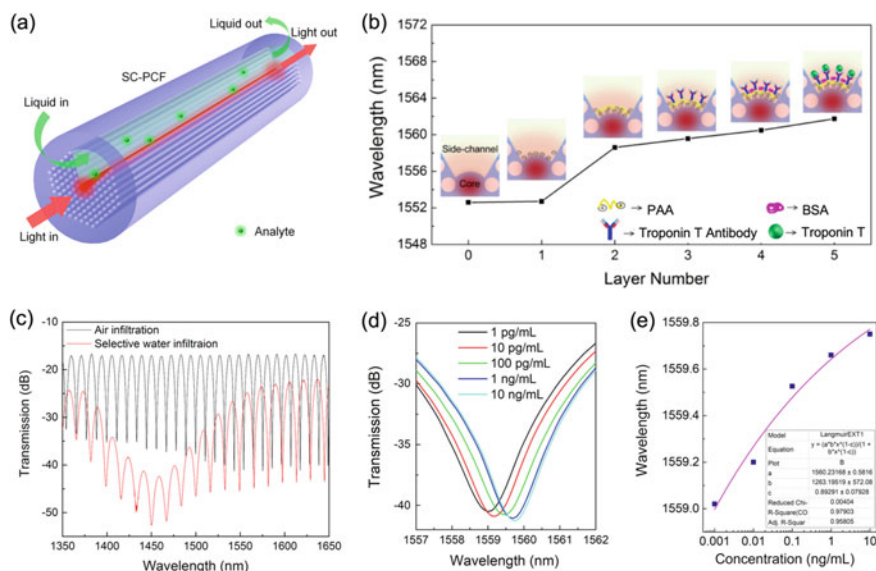 (a)
Liquid out
Light out
SC-PCF
Liquid in
Light in
Analyte
(b)
Wavelength (nm)
1572
1568
1564
1560
1556
1552
1548
Side-channel
Core
PAA
BSA
Troponin T Antibody
Troponin T
0 1 2 3 4 5
Layer Number
(c)
Transmission (dB)
-10
-20
-30
-40
-50
Air infiltration
Selective water infiltraion
1350 1400 1450 1500 1550 1600 1650
Wavelength (nm)
(d)
Transmission (dB)
-25
-30
-35
-40
1 pg/mL
10 pg/mL
100 pg/mL
1 ng/mL
10 ng/mL
1557 1558 1559 1560 1561 1562
Wavelength (nm)
(e)
Wavelength (nm)
1559.8
1559.6
1559.4
1559.2
1559.0
Model LangmuirEXT1
Equation y = (a*b*x^(1-c))/(1 + b*x^(1-c))
Plot B
a 1560.23168 ± 0.5816
b 1263.19519 ± 572.08
c 0.89291 ± 0.07928
Reduced Chi- 0.00404
R-Square(CO 0.97903
Adj. R-Squar 0.95805
0.001 0.01 0.1 1 10
Concentration (ng/mL)